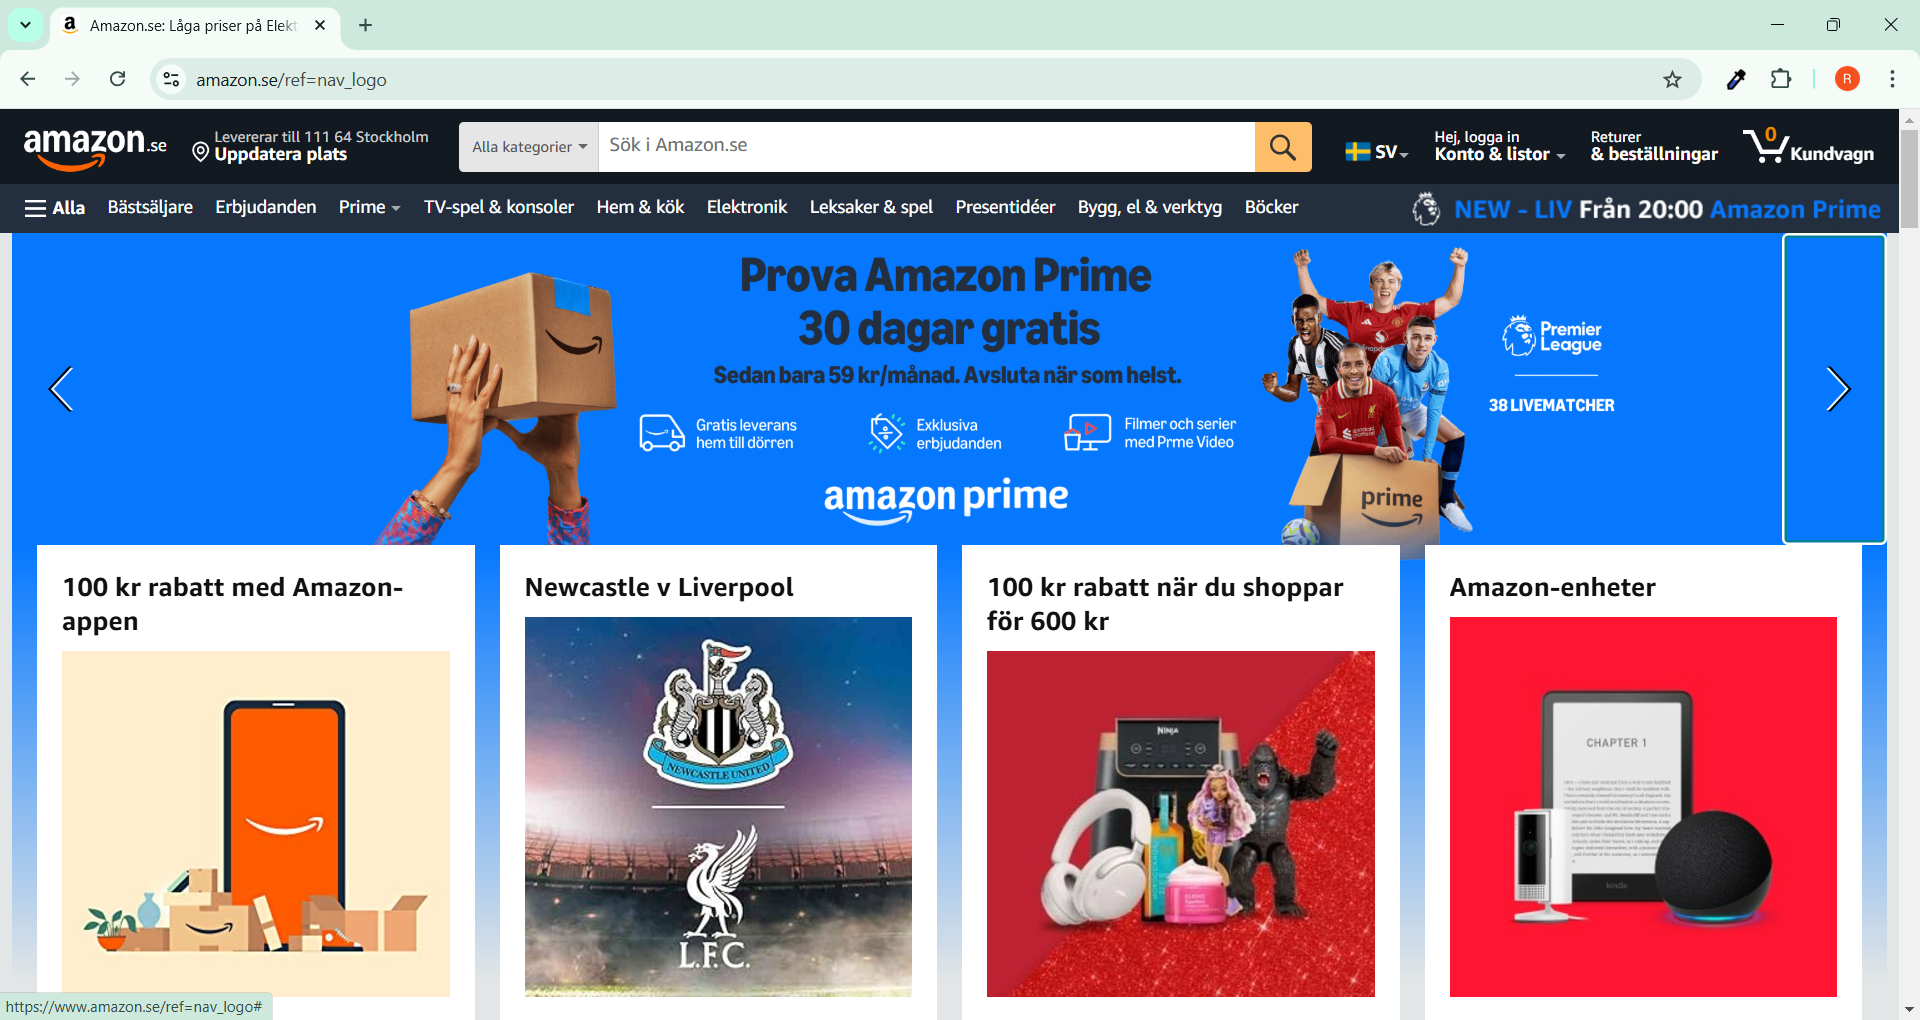 Amazon.se: Låga priser på Elekt
amazon.se/ref=nav_logo
R
amazon.se
Levererar till 111 64 Stockholm
Uppdatera plats
Alla kategorier
Sök i Amazon.se
SV
Hej, logga in
Konto & listor
Returer
& beställningar
0
Kundvagn
Alla
Bästsäljare
Erbjudanden
Prime
TV-spel & konsoler
Hem & kök
Elektronik
Leksaker & spel
Presentidéer
Bygg, el & verktyg
Böcker
NEW - LIV Från 20:00 Amazon Prime
Prova Amazon Prime
30 dagar gratis
Sedan bara 59 kr/månad. Avsluta när som helst.
Gratis leverans
hem till dörren
Exklusiva
erbjudanden
Filmer och serier
med Prme Video
amazon prime
prime
Premier
League
38 LIVEMATCHER
100 kr rabatt med Amazon-
appen
Newcastle v Liverpool
NEWCASTLE UNITED
L.F.C.
100 kr rabatt när du shoppar
för 600 kr
NINJA
Amazon-enheter
CHAPTER 1
kindle
https://www.amazon.se/ref=nav_logo#